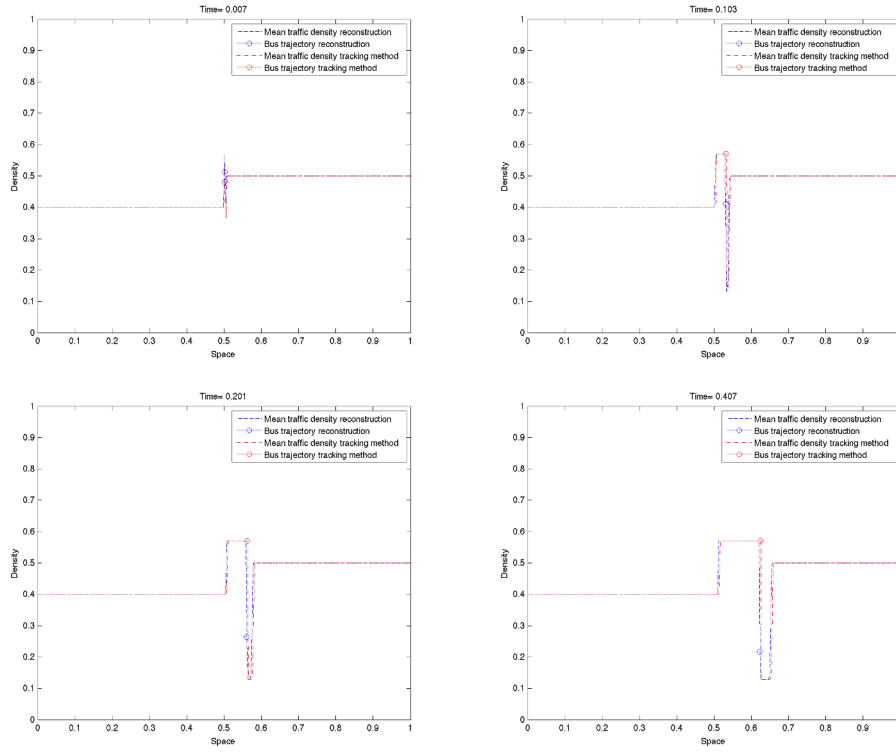 Time= 0.007
Mean traffic density reconstruction
Bus trajectory reconstruction
Mean traffic density tracking method
Bus trajectory tracking method
Density
1
0.9
0.8
0.7
0.6
0.5
0.4
0.3
0.2
0.1
0
0 0.1 0.2 0.3 0.4 0.5 0.6 0.7 0.8 0.9 1
Space
Time= 0.103
Mean traffic density reconstruction
Bus trajectory reconstruction
Mean traffic density tracking method
Bus trajectory tracking method
Density
1
0.9
0.8
0.7
0.6
0.5
0.4
0.3
0.2
0.1
0
0 0.1 0.2 0.3 0.4 0.5 0.6 0.7 0.8 0.9
Space
Time= 0.201
Mean traffic density reconstruction
Bus trajectory reconstruction
Mean traffic density tracking method
Bus trajectory tracking method
Density
1
0.9
0.8
0.7
0.6
0.5
0.4
0.3
0.2
0.1
0
0 0.1 0.2 0.3 0.4 0.5 0.6 0.7 0.8 0.9 1
Space
Time= 0.407
Mean traffic density reconstruction
Bus trajectory reconstruction
Mean traffic density tracking method
Bus trajectory tracking method
Density
1
0.9
0.8
0.7
0.6
0.5
0.4
0.3
0.2
0.1
0
0 0.1 0.2 0.3 0.4 0.5 0.6 0.7 0.8 0.9
Space